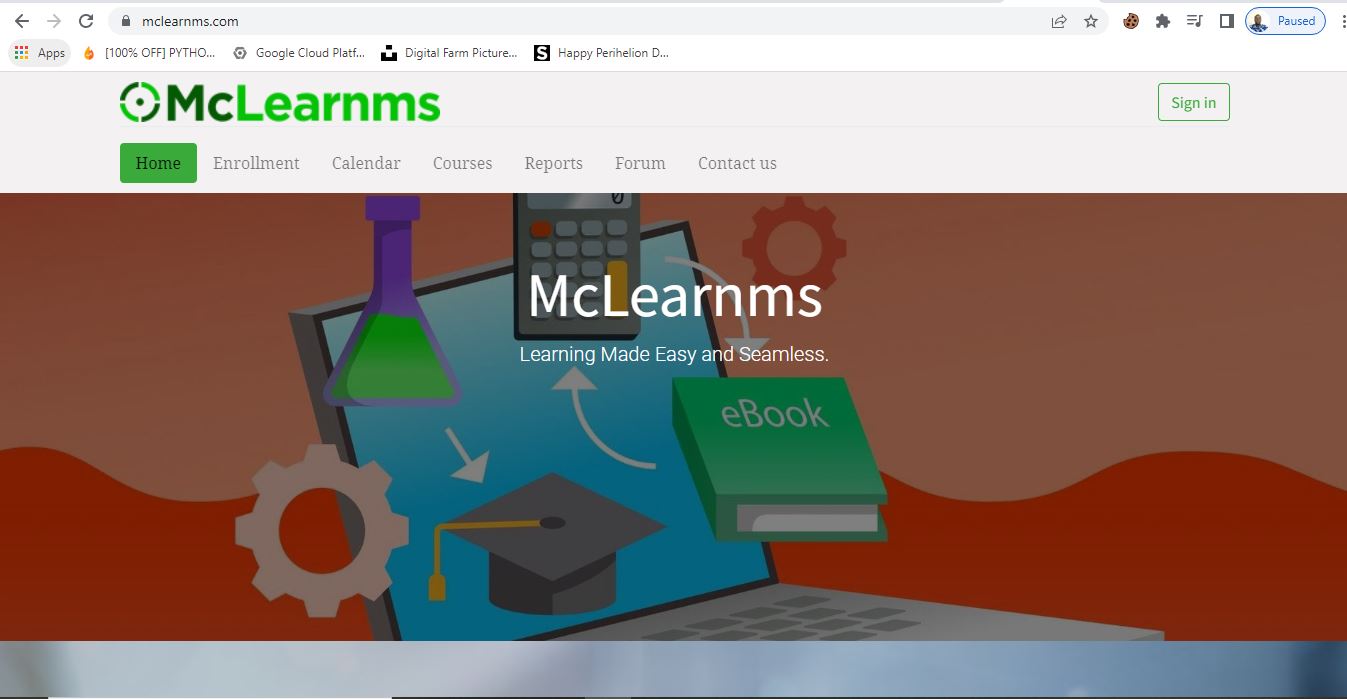 mclearnms.com
Paused
Apps
[100% OFF] PYTHO...
Google Cloud Platf...
Digital Farm Picture...
S
Happy Perihelion D...
McLearnms
Sign in
Home
Enrollment
Calendar
Courses
Reports
Forum
Contact us
0
McLearnms
Learning Made Easy and Seamless.
eBook